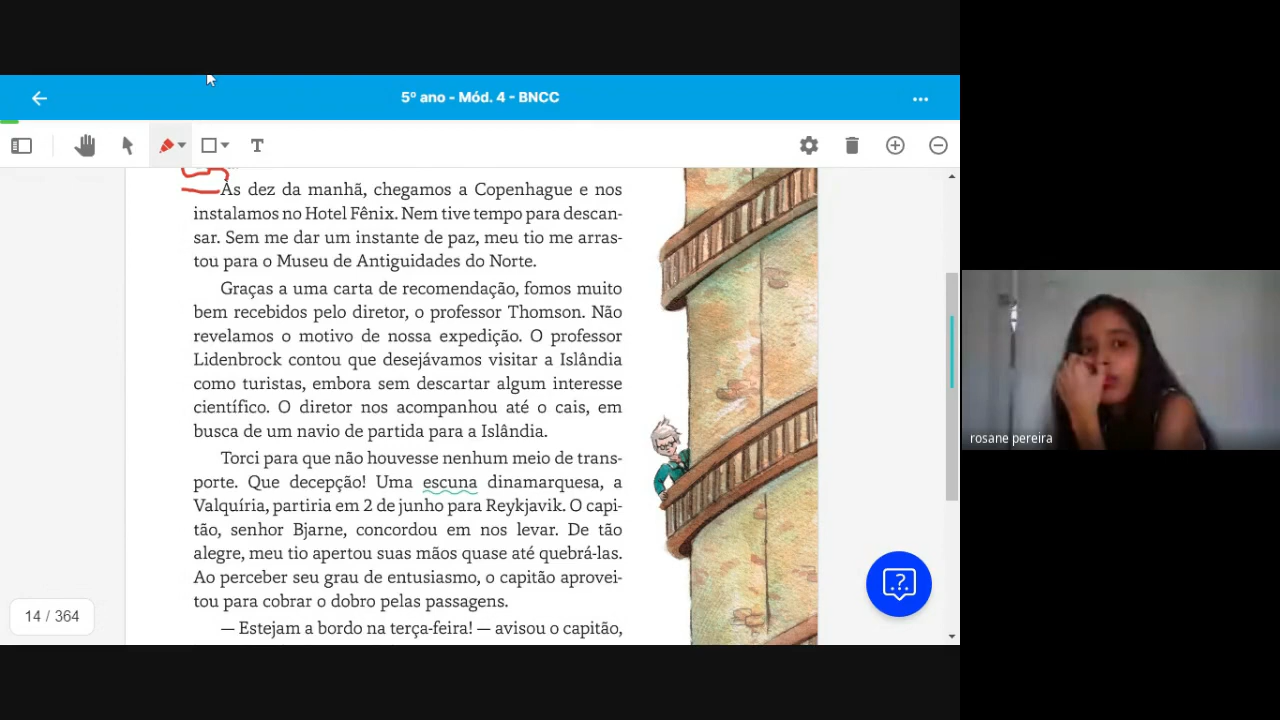 5º ano - Mód. 4 - BNCC
T
Às dez da manhã, chegamos a Copenhague e nos
instalamos no Hotel Fênix. Nem tive tempo para descan-
sar. Sem me dar um instante de paz, meu tio me arras-
tou para o Museu de Antiguidades do Norte.
Graças a uma carta de recomendação, fomos muito
bem recebidos pelo diretor, o professor Thomson. Não
revelamos o motivo de nossa expedição. O professor
Lidenbrock contou que desejávamos visitar a Islândia
como turistas, embora sem descartar algum interesse
científico. O diretor nos acompanhou até o cais, em
busca de um navio de partida para a Islândia.
Torci para que não houvesse nenhum meio de trans-
porte. Que decepção! Uma escuna dinamarquesa, a
Valquíria, partiria em 2 de junho para Reykjavik. O capi-
tão, senhor Bjarne, concordou em nos levar. De tão
alegre, meu tio apertou suas mãos quase até quebrá-las.
Ao perceber seu grau de entusiasmo, o capitão aprovei-
tou para cobrar o dobro pelas passagens.
— Estejam a bordo na terça-feira! — avisou o capitão,
14 / 364
rosane pereira